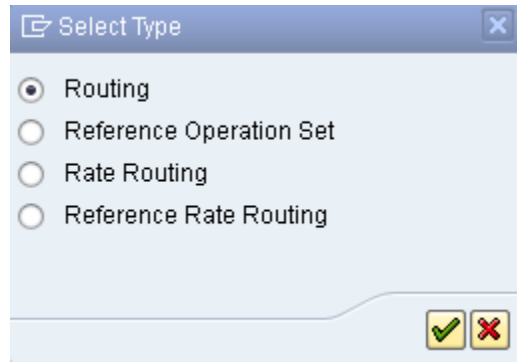 Select Type
Routing
Reference Operation Set
Rate Routing
Reference Rate Routing